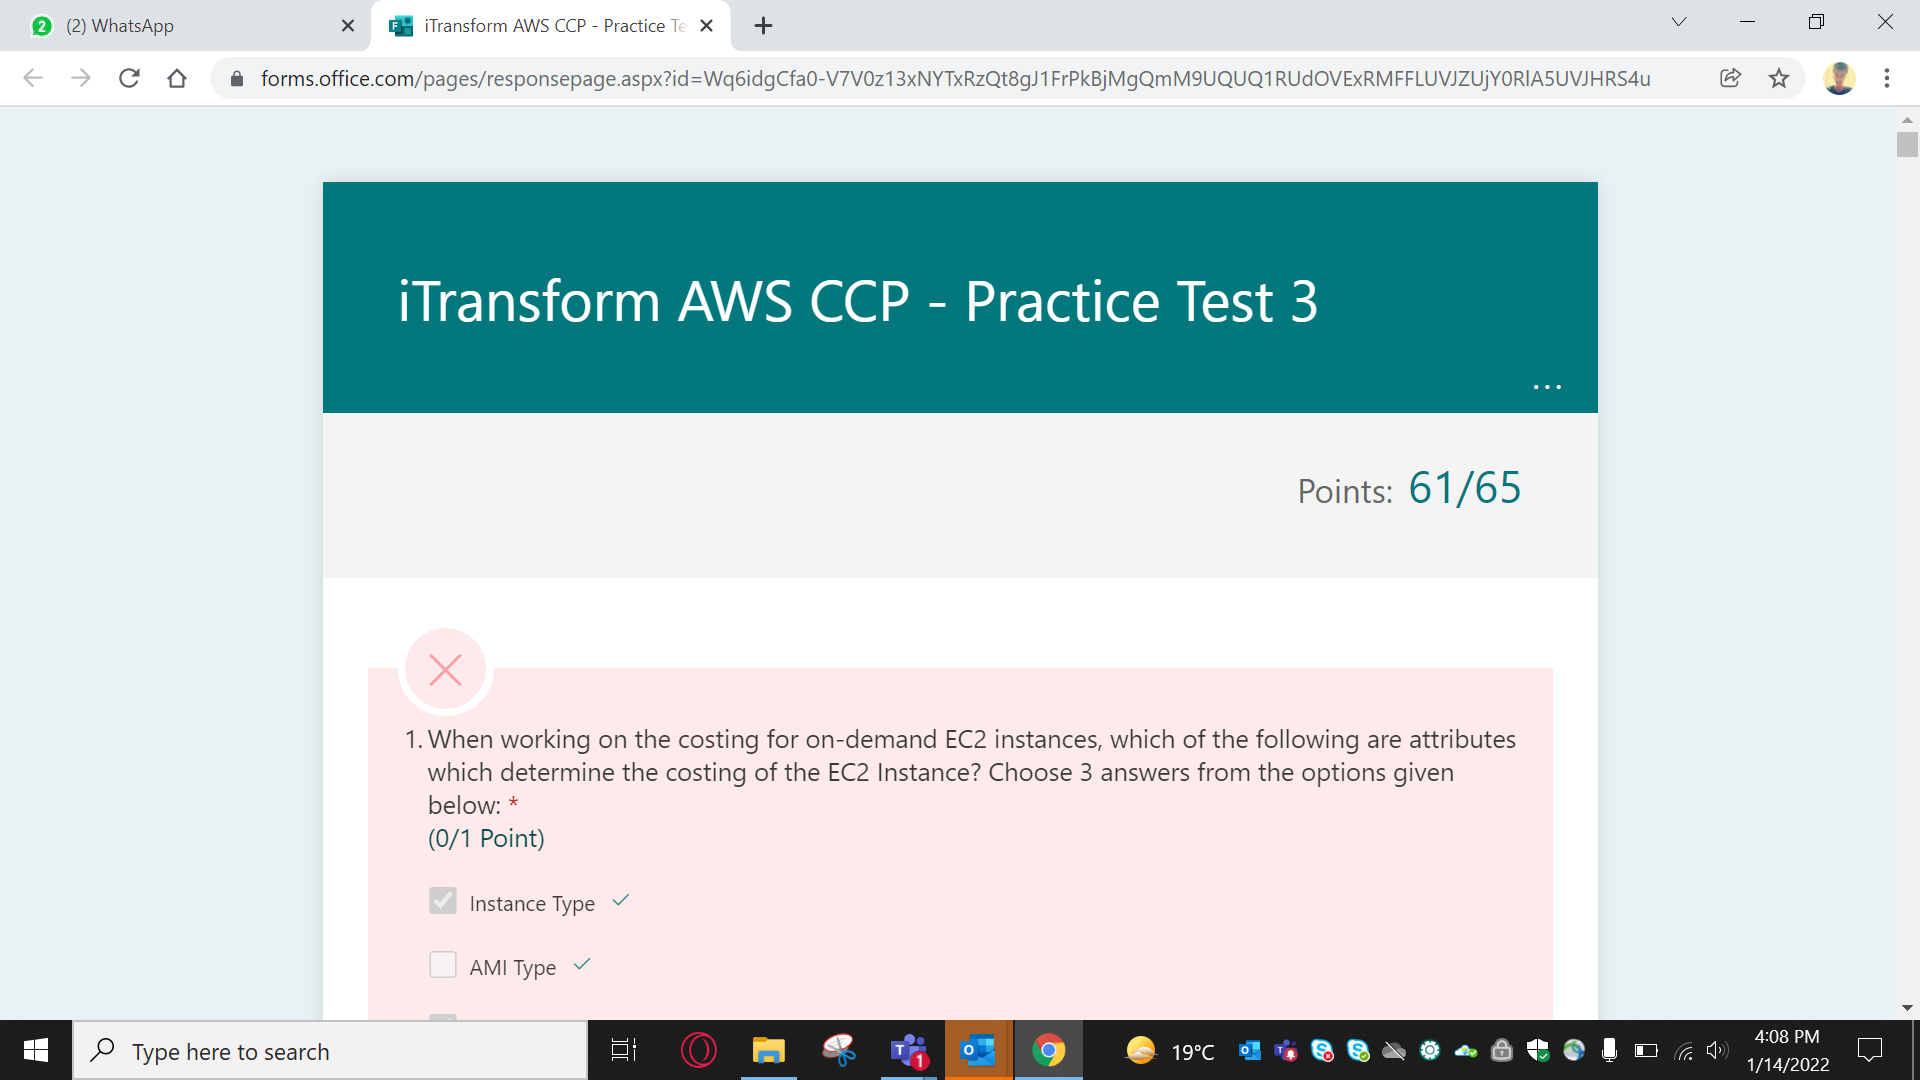 (2) WhatsApp
iTransform AWS CCP - Practice Te
forms.office.com/pages/responsepage.aspx?id=Wq6idgCfa0-V7V0z13xNYTxRzQt8gJ1FrPkBjMgQmM9UQUQ1RUdOVExRMFFLUVJZUjY0RlA5UVJHRS4u
iTransform AWS CCP - Practice Test 3
...
Points: 61/65
1. When working on the costing for on-demand EC2 instances, which of the following are attributes
which determine the costing of the EC2 Instance? Choose 3 answers from the options given
below: *
(0/1 Point)
Instance Type
AMI Type
Type here to search
1
19°C
4:08 PM
1/14/2022